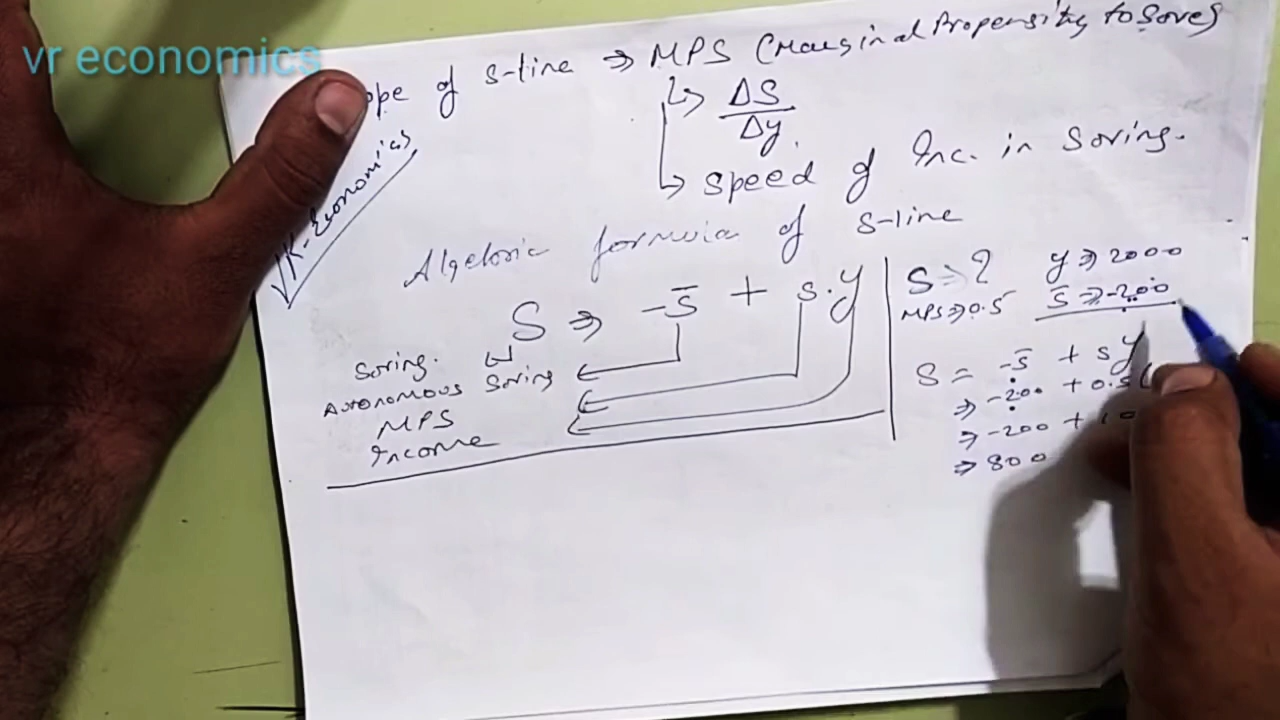 vr economics
ope of S-line ⇒ MPS (Marginal Propensity to Save)
↳ ΔS
Δy
↳ Speed of Inc. in Saving.
K-Economics
Algebric formula of S-line
S ⇒ -s̅ + s.y
Saving.
Autonomous Saving
MPS
Income
S ⇒ ? y ⇒ 2000
MPS ⇒ 0.5 s̅ ⇒ -200
S = -s̅ + sy
⇒ -200 + 0.5(
⇒ -200 + 10
⇒ 800